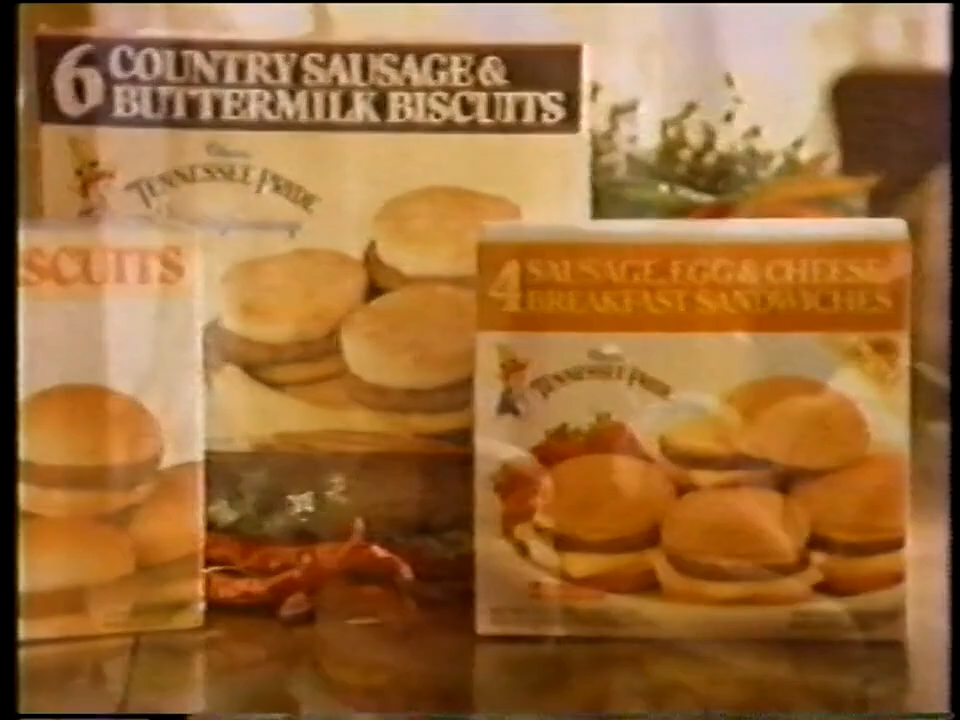 6 COUNTRY SAUSAGE &
BUTTERMILK BISCUITS
TENNESSEE PRIDE
SCUITS
4 SAUSAGE, EGG & CHEESE
BREAKFAST SANDWICHES
TENNESSEE PRIDE